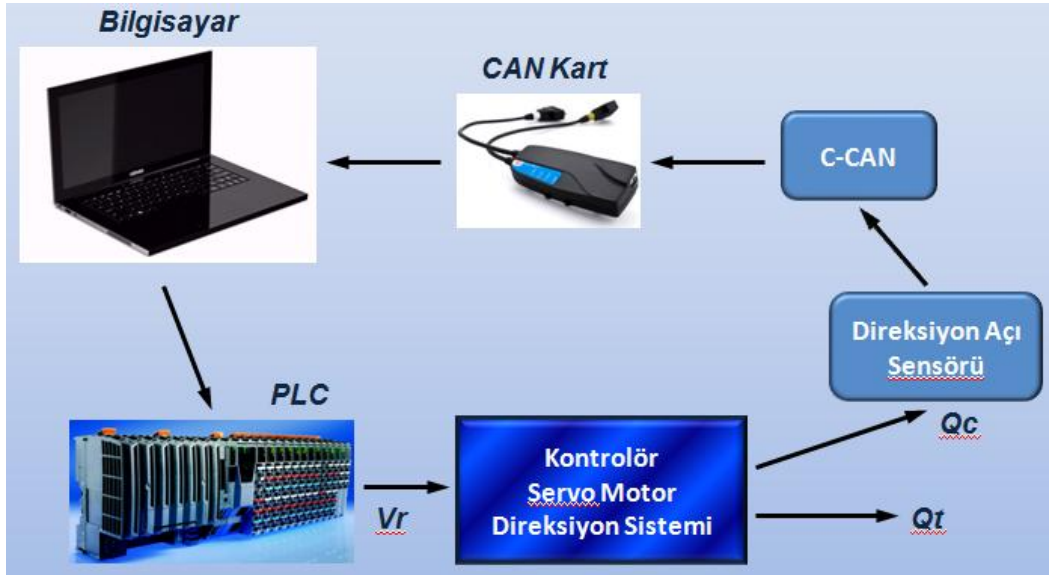 Bilgisayar
CAN Kart
C-CAN
Direksiyon Açı
Sensörü
Qc
PLC
Vr
Kontrolör
Servo Motor
Direksiyon Sistemi
Qt